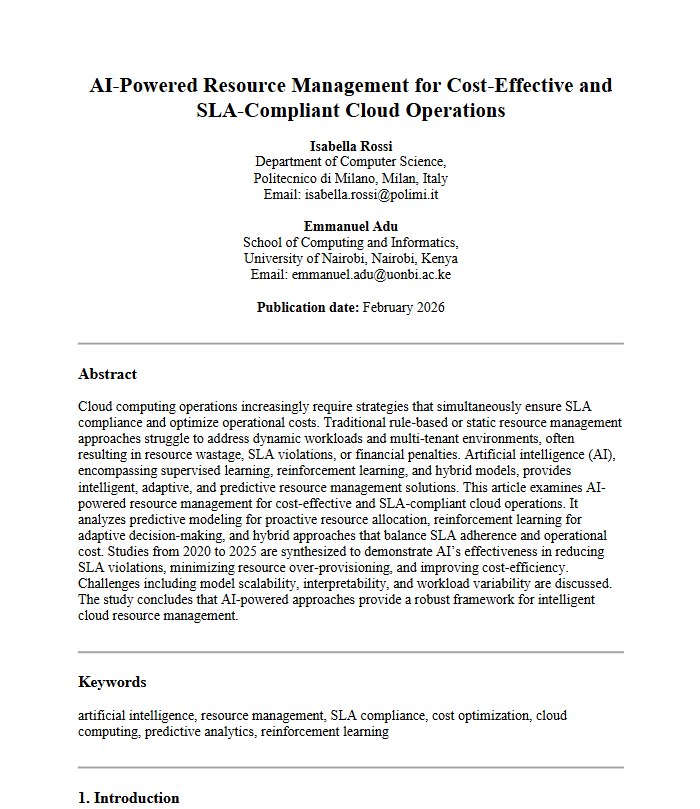 AI-Powered Resource Management for Cost-Effective and
SLA-Compliant Cloud Operations
Isabella Rossi
Department of Computer Science,
Politecnico di Milano, Milan, Italy
Email: isabella.rossi@polimi.it
Emmanuel Adu
School of Computing and Informatics,
University of Nairobi, Nairobi, Kenya
Email: emmanuel.adu@uonbi.ac.ke
Publication date: February 2026
Abstract
Cloud computing operations increasingly require strategies that simultaneously ensure SLA
compliance and optimize operational costs. Traditional rule-based or static resource management
approaches struggle to address dynamic workloads and multi-tenant environments, often
resulting in resource wastage, SLA violations, or financial penalties. Artificial intelligence (AI),
encompassing supervised learning, reinforcement learning, and hybrid models, provides
intelligent, adaptive, and predictive resource management solutions. This article examines AI-
powered resource management for cost-effective and SLA-compliant cloud operations. It
analyzes predictive modeling for proactive resource allocation, reinforcement learning for
adaptive decision-making, and hybrid approaches that balance SLA adherence and operational
cost. Studies from 2020 to 2025 are synthesized to demonstrate AI’s effectiveness in reducing
SLA violations, minimizing resource over-provisioning, and improving cost-efficiency.
Challenges including model scalability, interpretability, and workload variability are discussed.
The study concludes that AI-powered approaches provide a robust framework for intelligent
cloud resource management.
Keywords
artificial intelligence, resource management, SLA compliance, cost optimization, cloud
computing, predictive analytics, reinforcement learning
1. Introduction